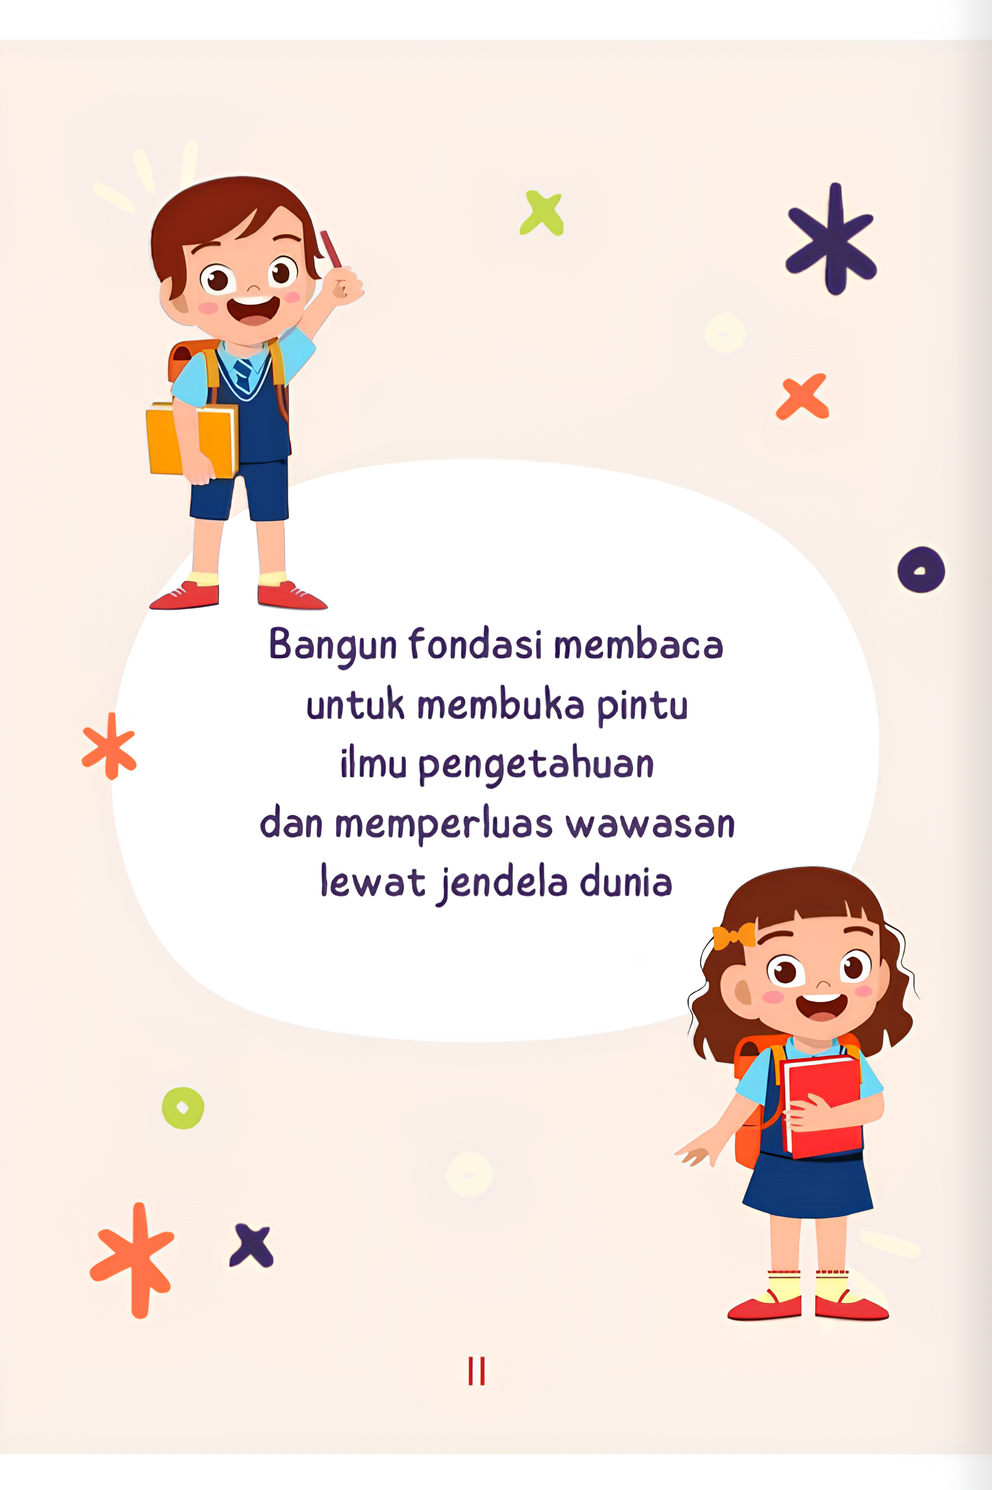 Bangun fondasi membaca
untuk membuka pintu
ilmu pengetahuan
dan memperluas wawasan
lewat jendela dunia
II